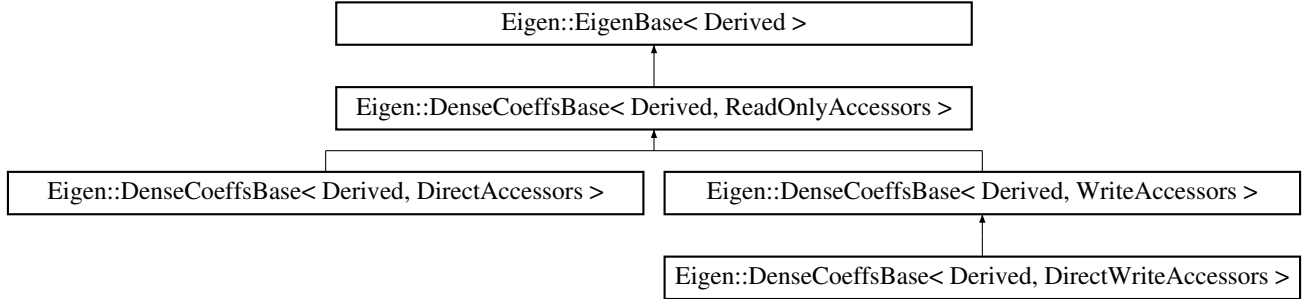 Eigen::EigenBase< Derived >
Eigen::DenseCoeffsBase< Derived, ReadOnlyAccessors >
Eigen::DenseCoeffsBase< Derived, DirectAccessors >
Eigen::DenseCoeffsBase< Derived, WriteAccessors >
Eigen::DenseCoeffsBase< Derived, DirectWriteAccessors >